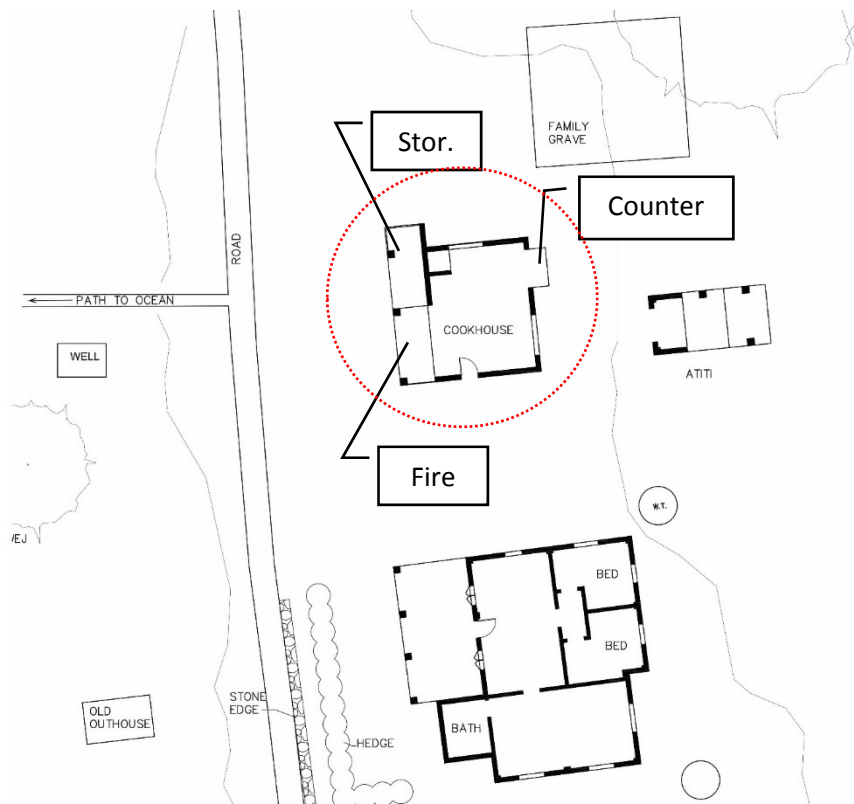 FAMILY
GRAVE
Stor.
Counter
ROAD
PATH TO OCEAN
COOKHOUSE
WELL
ATITI
Fire
W.T.
VEJ
BED
BED
STONE
EDGE
OLD
OUTHOUSE
BATH
HEDGE